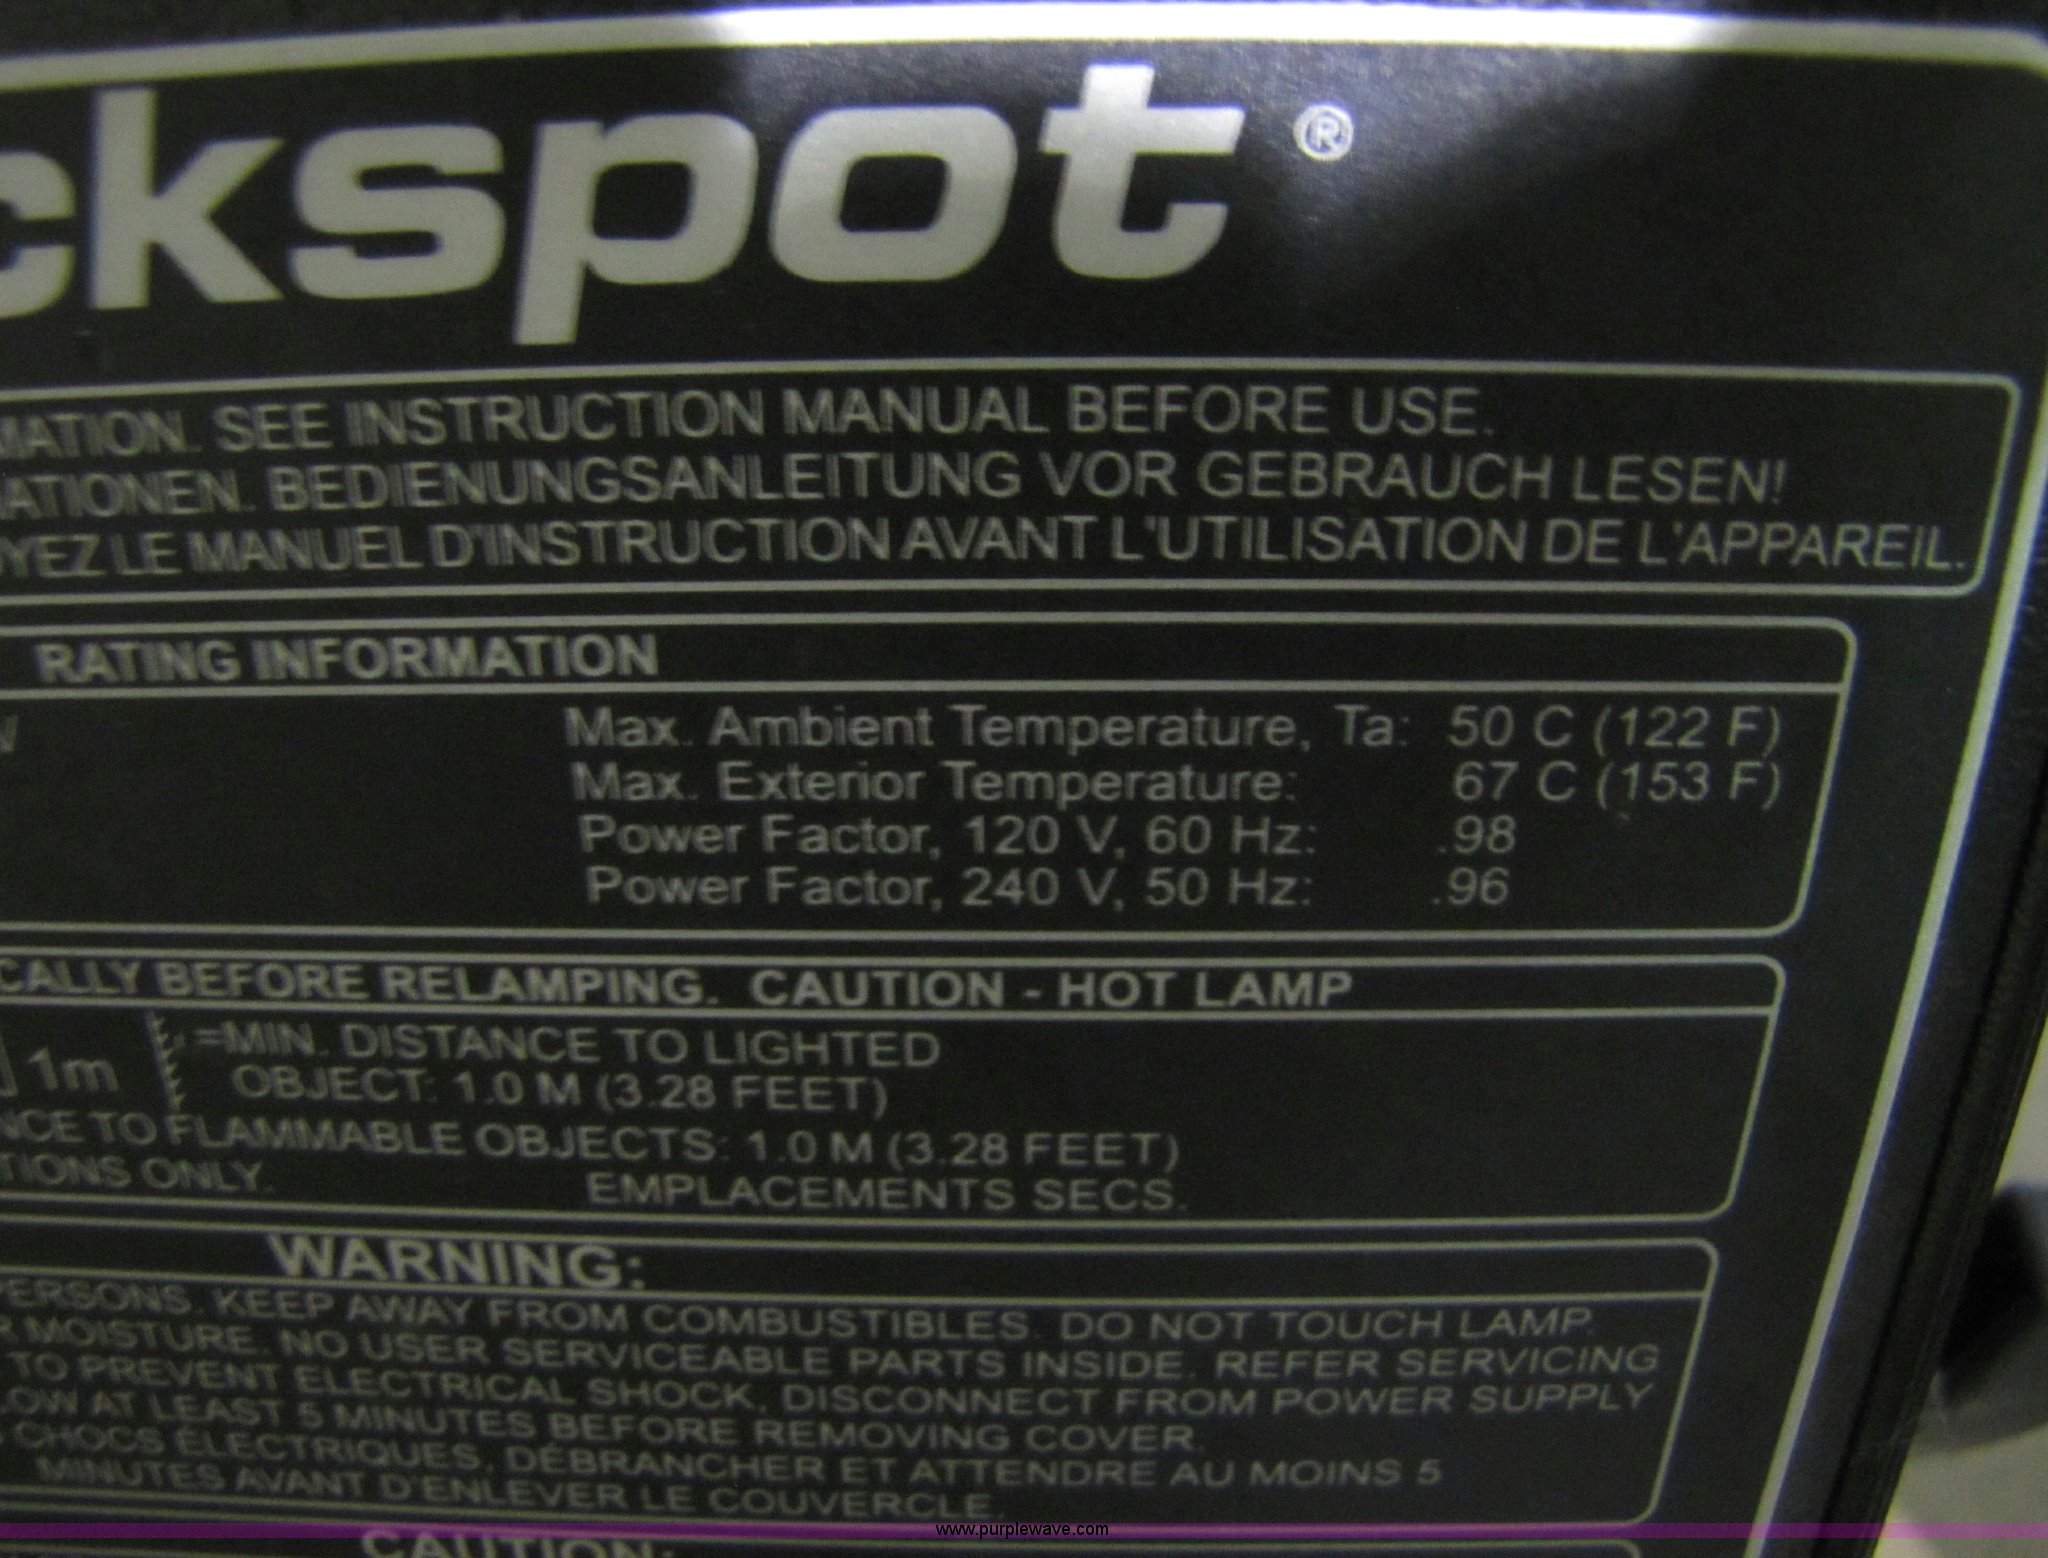 ckspot®
MATION. SEE INSTRUCTION MANUAL BEFORE USE.
ATIONEN. BEDIENUNGSANLEITUNG VOR GEBRAUCH LESEN!
OYEZ LE MANUEL D'INSTRUCTION AVANT L'UTILISATION DE L'APPAREIL.
RATING INFORMATION
Max. Ambient Temperature, Ta: 50 C (122 F)
Max. Exterior Temperature: 67 C (153 F)
Power Factor, 120 V, 60 Hz: .98
Power Factor, 240 V, 50 Hz: .96
CALLY BEFORE RELAMPING. CAUTION - HOT LAMP
1m =MIN. DISTANCE TO LIGHTED
OBJECT: 1.0 M (3.28 FEET)
NCE TO FLAMMABLE OBJECTS: 1.0 M (3.28 FEET)
TIONS ONLY. EMPLACEMENTS SECS.
WARNING:
PERSONS. KEEP AWAY FROM COMBUSTIBLES. DO NOT TOUCH LAMP.
R MOISTURE. NO USER SERVICEABLE PARTS INSIDE. REFER SERVICING
TO PREVENT ELECTRICAL SHOCK, DISCONNECT FROM POWER SUPPLY
LOW AT LEAST 5 MINUTES BEFORE REMOVING COVER.
CHOCS ÉLECTRIQUES, DÉBRANCHER ET ATTENDRE AU MOINS 5
MINUTES AVANT D'ENLEVER LE COUVERCLE.
www.purplewave.com
CAUTION: